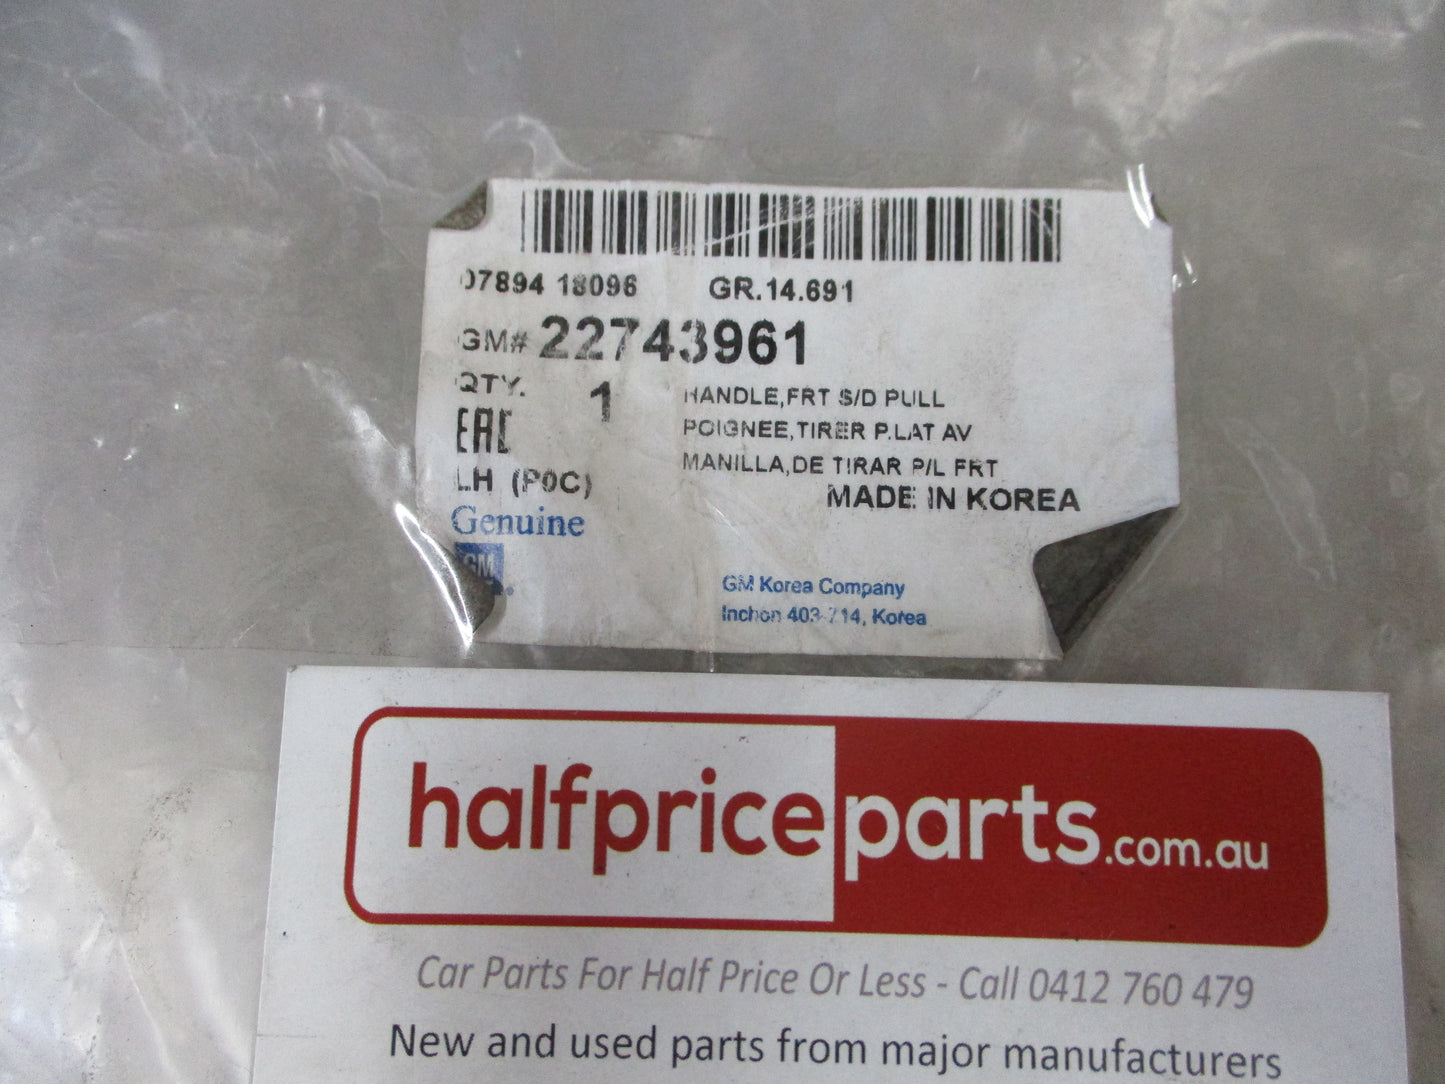 07894 18096 GR.14.691
GM# 22743961
QTY. 1 HANDLE,FRT S/D PULL
EAC POIGNEE,TIRER P.LAT AV
LH (P0C) MANILLA,DE TIRAR P/L FRT
MADE IN KOREA
Genuine
GM
GM Korea Company
Inchon 403-714, Korea
halfpriceparts.com.au
Car Parts For Half Price Or Less - Call 0412 760 479
New and used parts from major manufacturers